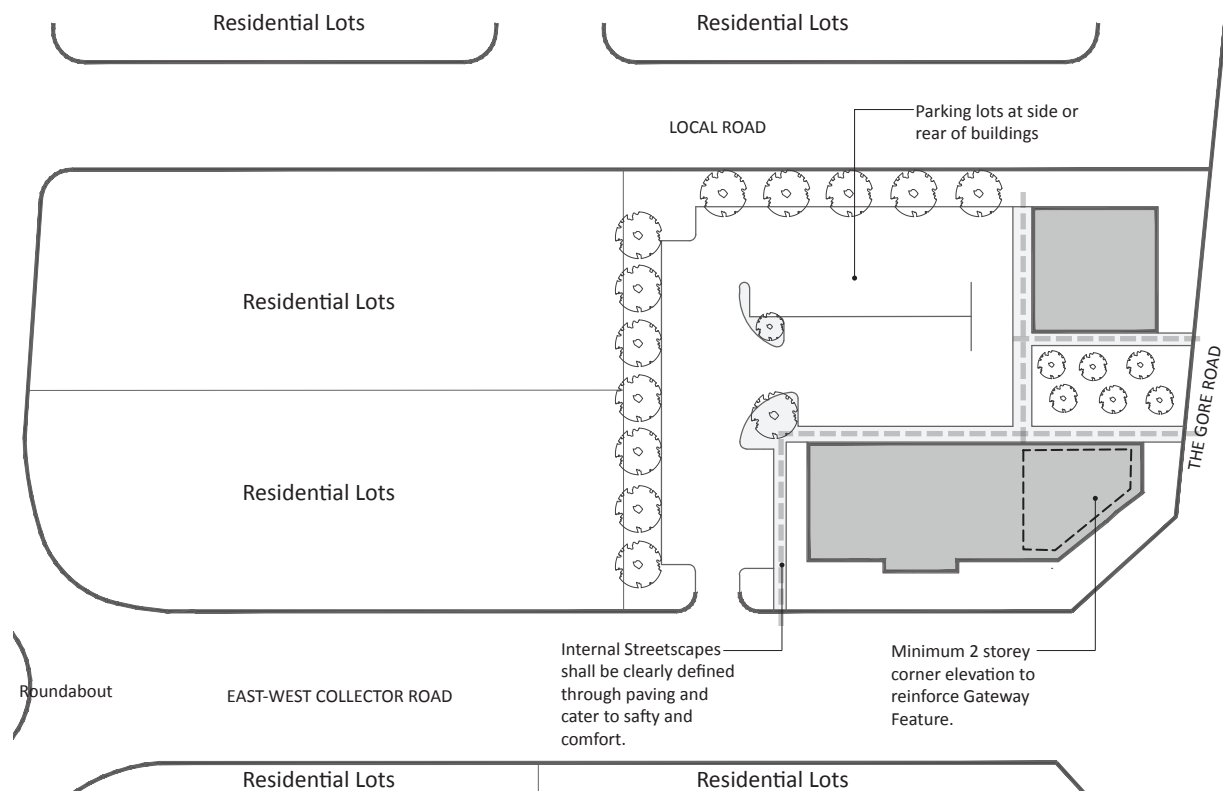 Residential Lots
Residential Lots
Parking lots at side or
rear of buildings
LOCAL ROAD
Residential Lots
THE GORE ROAD
Residential Lots
Internal Streetscapes
shall be clearly defined
through paving and
cater to safty and
comfort.
Minimum 2 storey
corner elevation to
reinforce Gateway
Feature.
Roundabout
EAST-WEST COLLECTOR ROAD
Residential Lots
Residential Lots